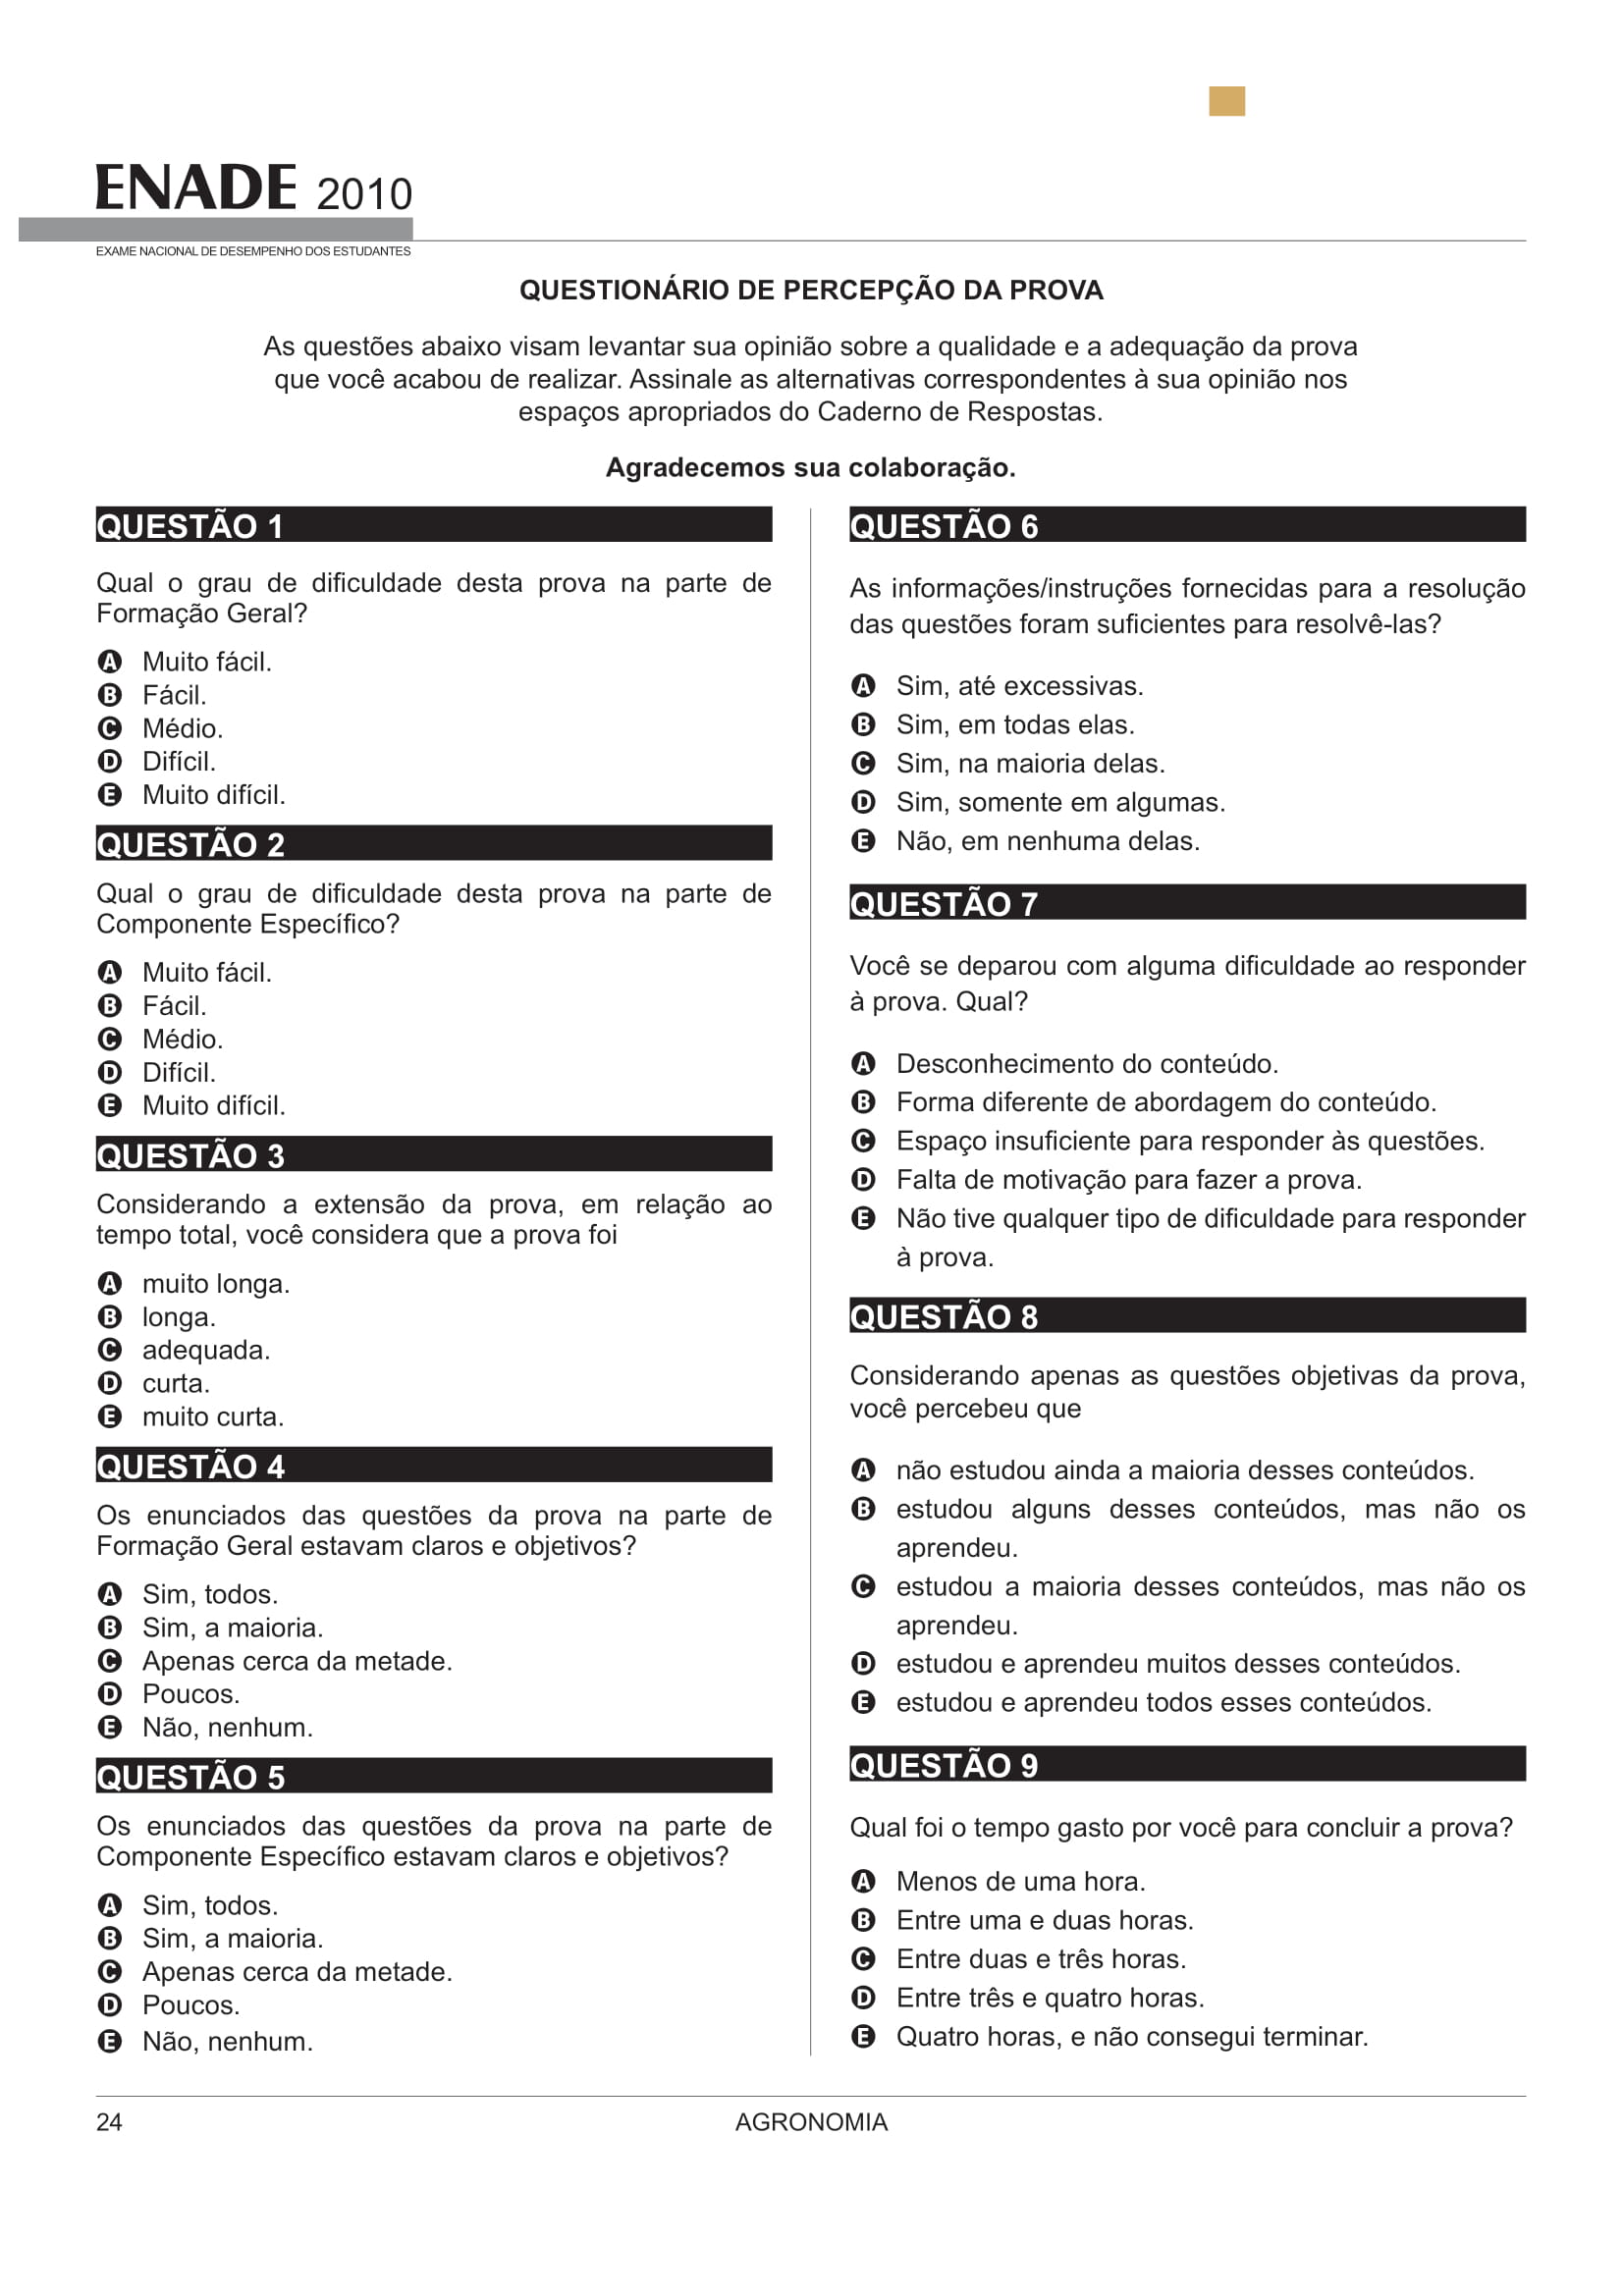 ENADE 2010
EXAME NACIONAL DE DESEMPENHO DOS ESTUDANTES
QUESTIONÁRIO DE PERCEPÇÃO DA PROVA
As questões abaixo visam levantar sua opinião sobre a qualidade e a adequação da prova
que você acabou de realizar. Assinale as alternativas correspondentes à sua opinião nos
espaços apropriados do Caderno de Respostas.
Agradecemos sua colaboração.
QUESTÃO 1
Qual o grau de dificuldade desta prova na parte de
Formação Geral?
A Muito fácil.
B Fácil.
C Médio.
D Difícil.
E Muito difícil.
QUESTÃO 2
Qual o grau de dificuldade desta prova na parte de
Componente Específico?
A Muito fácil.
B Fácil.
C Médio.
D Difícil.
E Muito difícil.
QUESTÃO 3
Considerando a extensão da prova, em relação ao
tempo total, você considera que a prova foi
A muito longa.
B longa.
C adequada.
D curta.
E muito curta.
QUESTÃO 4
Os enunciados das questões da prova na parte de
Formação Geral estavam claros e objetivos?
A Sim, todos.
B Sim, a maioria.
C Apenas cerca da metade.
D Poucos.
E Não, nenhum.
QUESTÃO 5
Os enunciados das questões da prova na parte de
Componente Específico estavam claros e objetivos?
A Sim, todos.
B Sim, a maioria.
C Apenas cerca da metade.
D Poucos.
E Não, nenhum.
QUESTÃO 6
As informações/instruções fornecidas para a resolução
das questões foram suficientes para resolvê-las?
A Sim, até excessivas.
B Sim, em todas elas.
C Sim, na maioria delas.
D Sim, somente em algumas.
E Não, em nenhuma delas.
QUESTÃO 7
Você se deparou com alguma dificuldade ao responder
à prova. Qual?
A Desconhecimento do conteúdo.
B Forma diferente de abordagem do conteúdo.
C Espaço insuficiente para responder às questões.
D Falta de motivação para fazer a prova.
E Não tive qualquer tipo de dificuldade para responder
à prova.
QUESTÃO 8
Considerando apenas as questões objetivas da prova,
você percebeu que
A não estudou ainda a maioria desses conteúdos.
B estudou alguns desses conteúdos, mas não os
aprendeu.
C estudou a maioria desses conteúdos, mas não os
aprendeu.
D estudou e aprendeu muitos desses conteúdos.
E estudou e aprendeu todos esses conteúdos.
QUESTÃO 9
Qual foi o tempo gasto por você para concluir a prova?
A Menos de uma hora.
B Entre uma e duas horas.
C Entre duas e três horas.
D Entre três e quatro horas.
E Quatro horas, e não consegui terminar.
24
AGRONOMIA